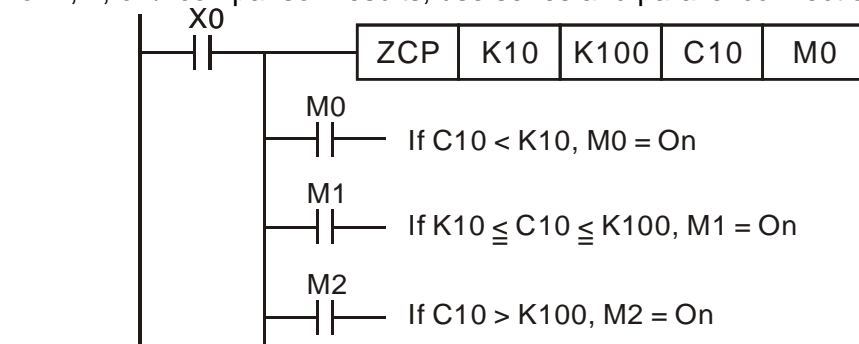 X0
ZCP K10 K100 C10 M0
M0
If C10 < K10, M0 = On
M1
If K10 ≦ C10 ≦ K100, M1 = On
M2
If C10 > K100, M2 = On